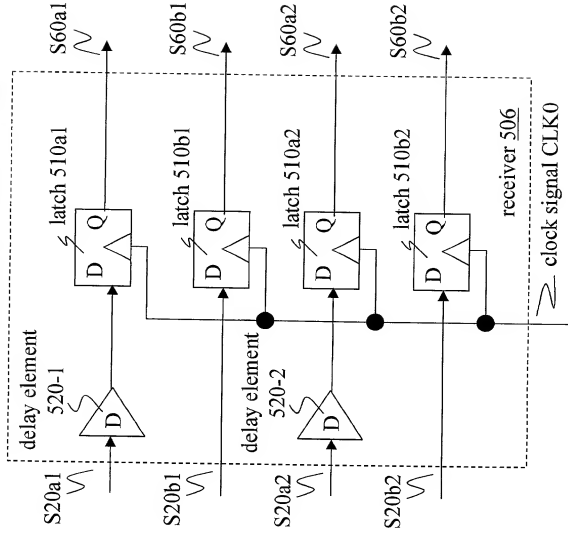 S20a1
delay element
520-1
D
latch 510a1
D Q
S60a1
S20b1
latch 510b1
D Q
S60b1
S20a2
delay element
520-2
D
latch 510a2
D Q
S60a2
S20b2
latch 510b2
D Q
S60b2
receiver 506
clock signal CLK0